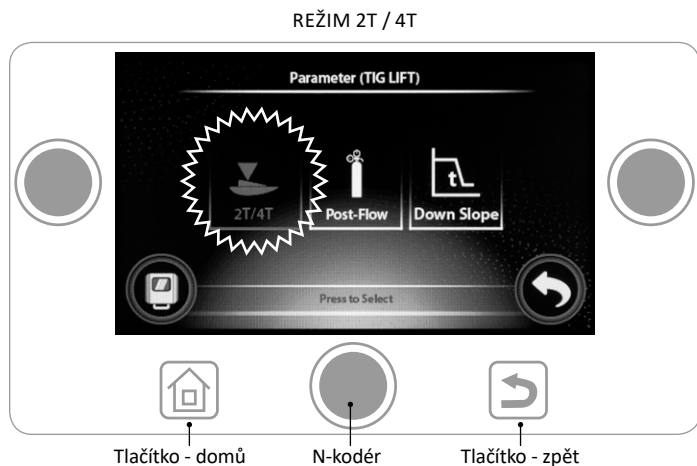 REŽIM 2T / 4T
Parameter (TIG LIFT)
2T/4T
Post-Flow
t
Down Slope
Press to Select
Tlačítko - domů
N-kodér
Tlačítko - zpět